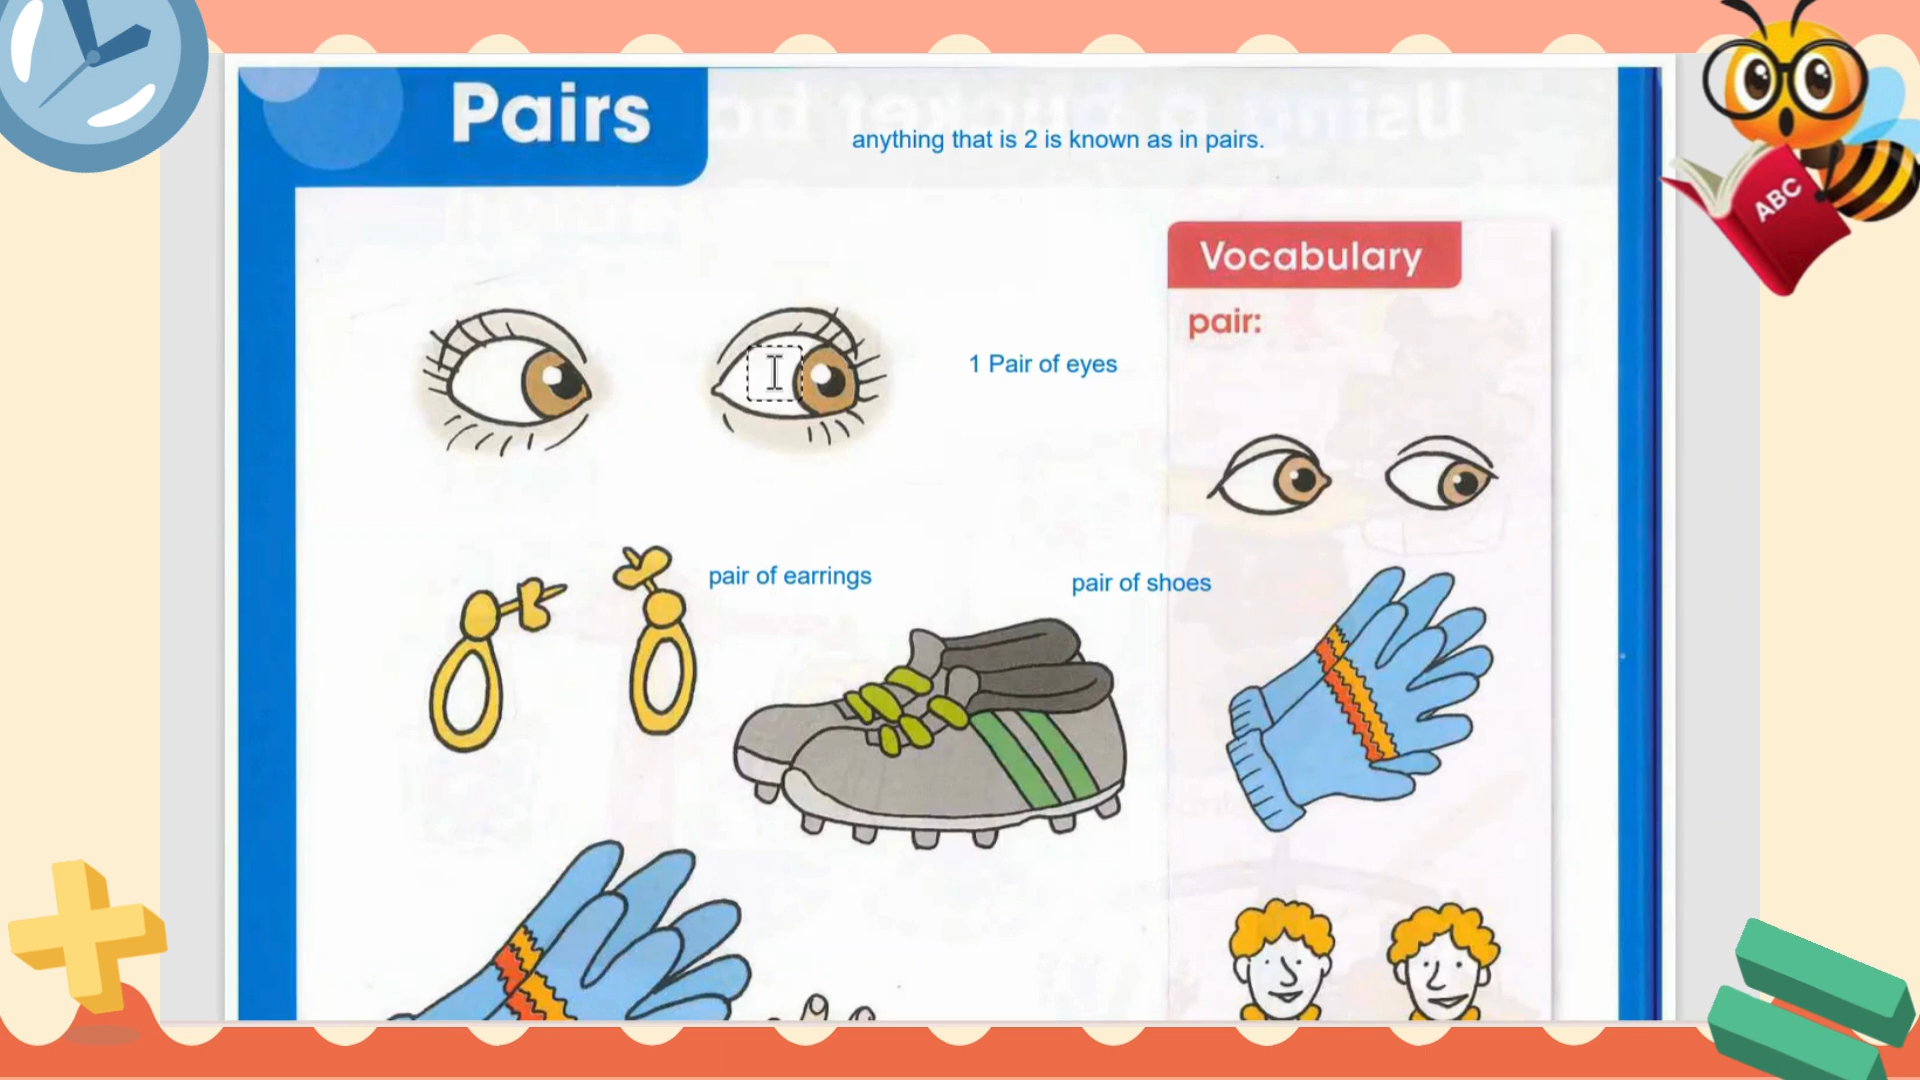 Pairs
anything that is 2 is known as in pairs.
Vocabulary
pair:
1 Pair of eyes
pair of earrings
pair of shoes
ABC